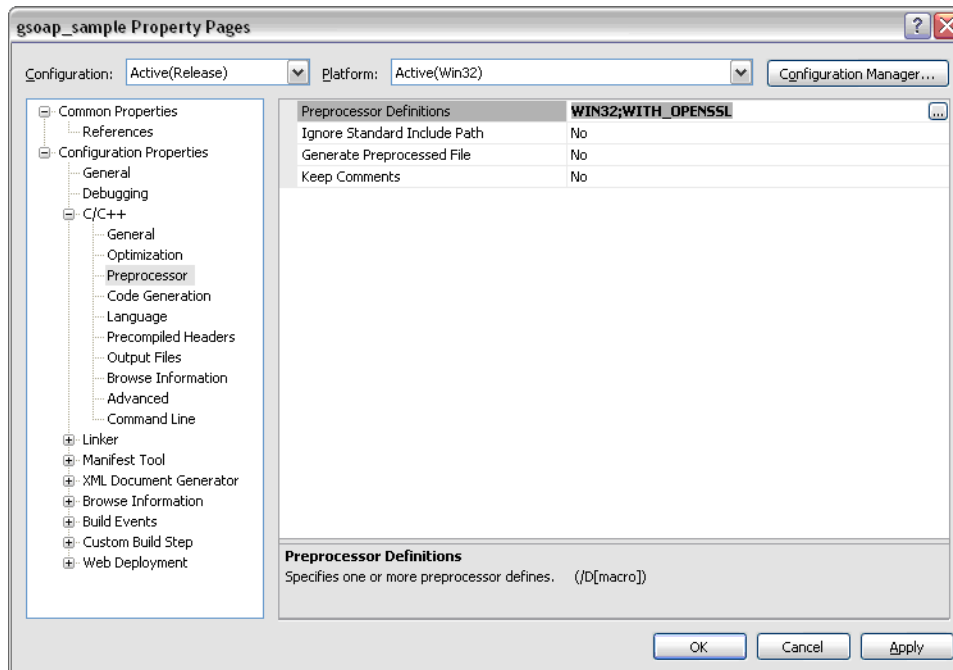 gsoap_sample Property Pages
Configuration: Active(Release) Platform: Active(Win32) Configuration Manager...
Common Properties
References
Configuration Properties
General
Debugging
C/C++
General
Optimization
Preprocessor
Code Generation
Language
Precompiled Headers
Output Files
Browse Information
Advanced
Command Line
Linker
Manifest Tool
XML Document Generator
Browse Information
Build Events
Custom Build Step
Web Deployment
Preprocessor Definitions WIN32;WITH_OPENSSL ...
Ignore Standard Include Path No
Generate Preprocessed File No
Keep Comments No
Preprocessor Definitions
Specifies one or more preprocessor defines. (/D[macro])
OK Cancel Apply